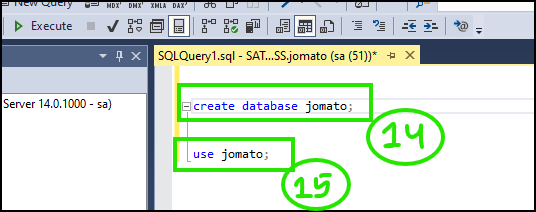 New Query
MDX DMX XMLA DAX
Execute
SQLQuery1.sql - SAT...SS.jomato (sa (51))*
Server 14.0.1000 - sa)
create database jomato;
14
use jomato;
15